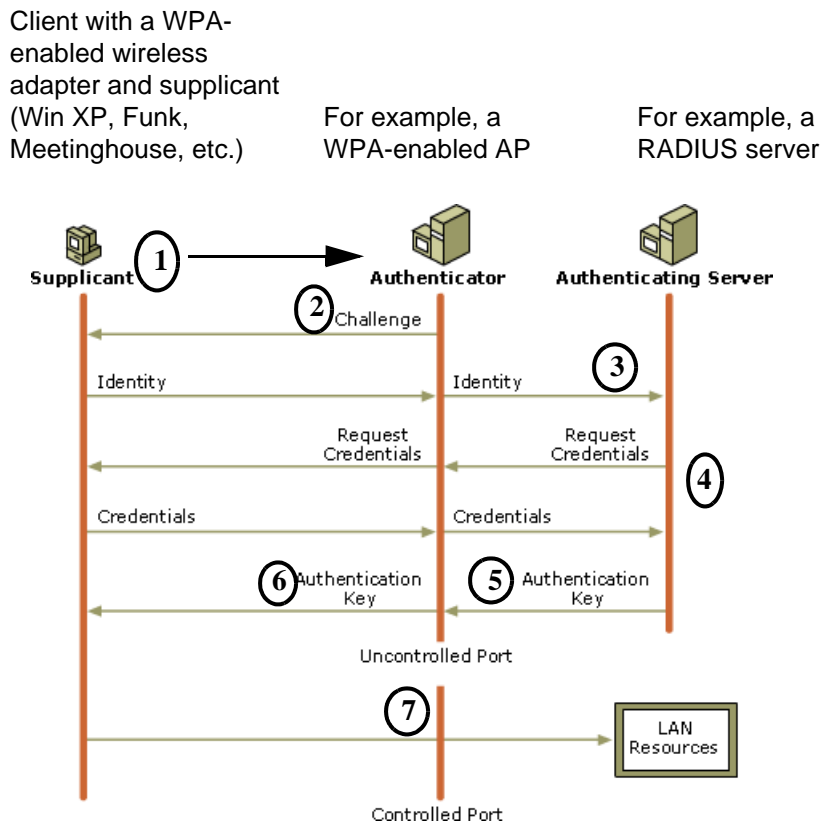 Client with a WPA-
enabled wireless
adapter and supplicant
(Win XP, Funk,
Meetinghouse, etc.)
For example, a
WPA-enabled AP
For example, a
RADIUS server
1
Supplicant
Authenticator
Authenticating Server
2
Challenge
Identity
Identity
3
Request
Credentials
Request
Credentials
4
Credentials
Credentials
6
Authentication
Key
5
Authentication
Key
Uncontrolled Port
7
LAN
Resources
Controlled Port